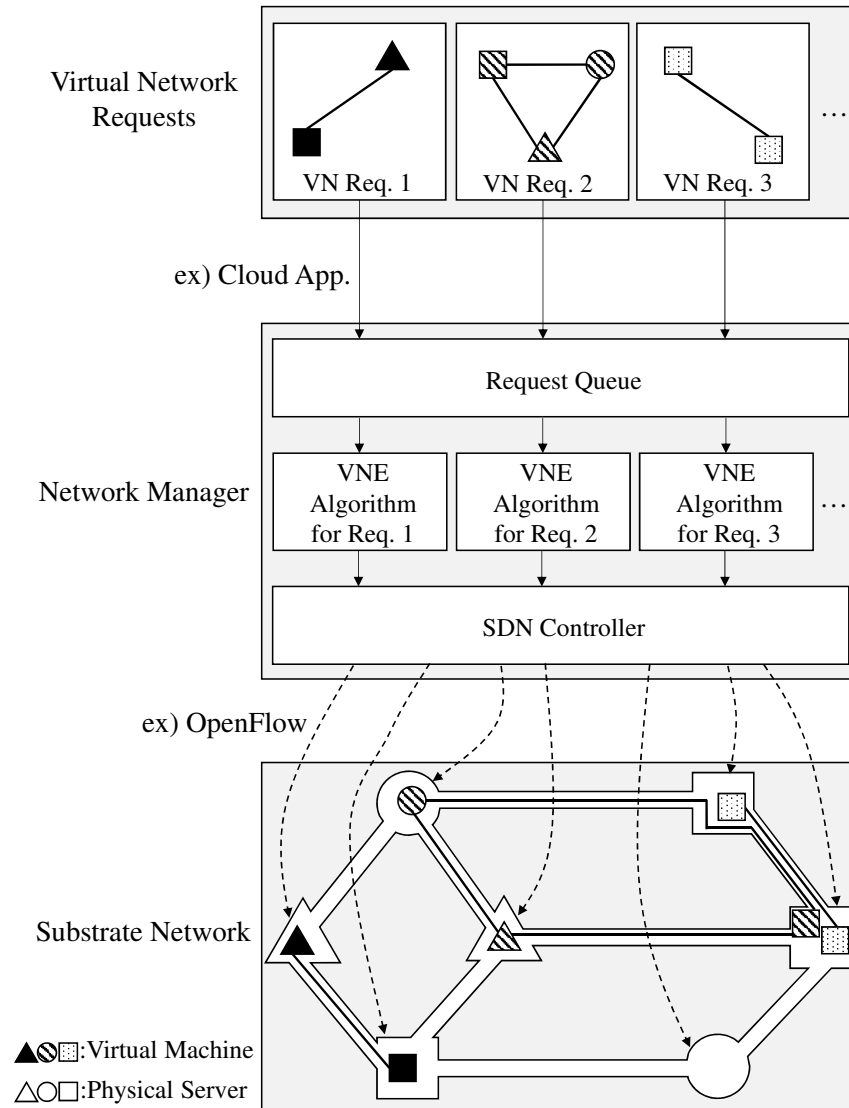 Virtual Network
Requests
VN Req. 1
VN Req. 2
VN Req. 3
…
ex) Cloud App.
Request Queue
Network Manager
VNE
Algorithm
for Req. 1
VNE
Algorithm
for Req. 2
VNE
Algorithm
for Req. 3
…
SDN Controller
ex) OpenFlow
Substrate Network
:Virtual Machine
:Physical Server